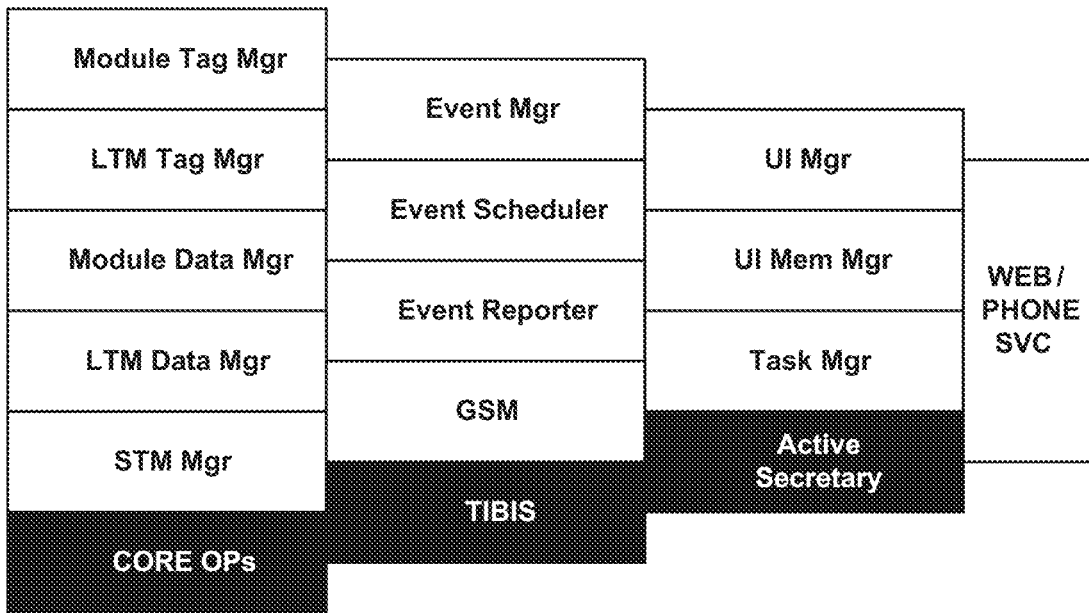 Module Tag Mgr
LTM Tag Mgr
Module Data Mgr
LTM Data Mgr
STM Mgr
CORE OPs
Event Mgr
Event Scheduler
Event Reporter
GSM
TIBIS
UI Mgr
UI Mem Mgr
Task Mgr
Active
Secretary
WEB /
PHONE
SVC